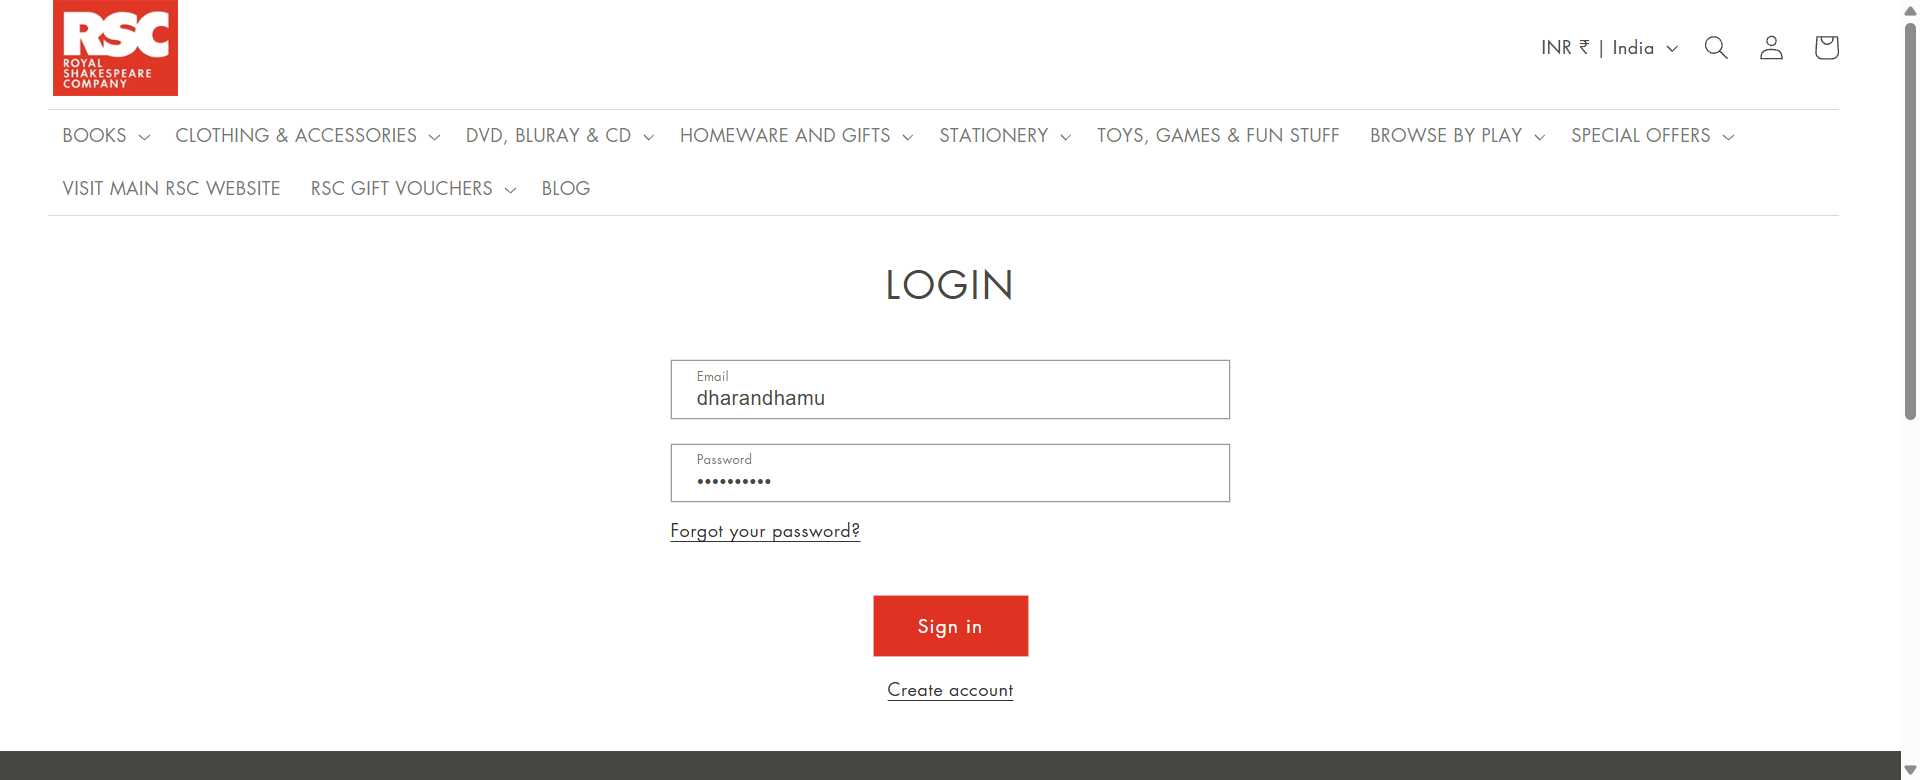 RSC
ROYAL
SHAKESPEARE
COMPANY
INR ₹ | India
BOOKS CLOTHING & ACCESSORIES DVD, BLURAY & CD HOMEWARE AND GIFTS STATIONERY TOYS, GAMES & FUN STUFF BROWSE BY PLAY SPECIAL OFFERS
VISIT MAIN RSC WEBSITE RSC GIFT VOUCHERS BLOG
LOGIN
Email
dharandhamu
Password
••••••••••
Forgot your password?
Sign in
Create account